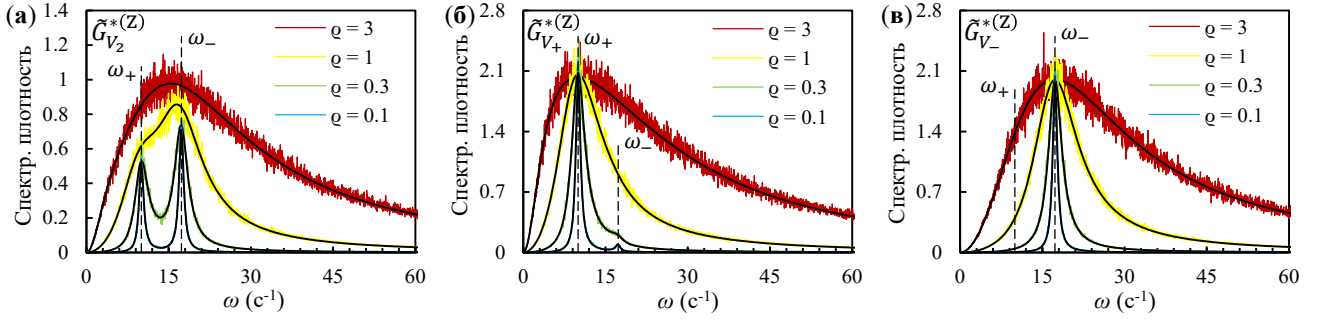 (а)
G̃*(Z)V₂
Спектр. плотность
1.4
1.2
1
0.8
0.6
0.4
0.2
0
0 15 30 45 60
ω (с⁻¹)
ω₊
ω₋
ϱ = 3
ϱ = 1
ϱ = 0.3
ϱ = 0.1
(б)
G̃*(Z)V₊
Спектр. плотность
2.8
2.1
1.4
0.7
0
0 15 30 45 60
ω (с⁻¹)
ω₊
ω₋
ϱ = 3
ϱ = 1
ϱ = 0.3
ϱ = 0.1
(в)
G̃*(Z)V₋
Спектр. плотность
2.8
2.1
1.4
0.7
0
0 15 30 45 60
ω (с⁻¹)
ω₊
ω₋
ϱ = 3
ϱ = 1
ϱ = 0.3
ϱ = 0.1